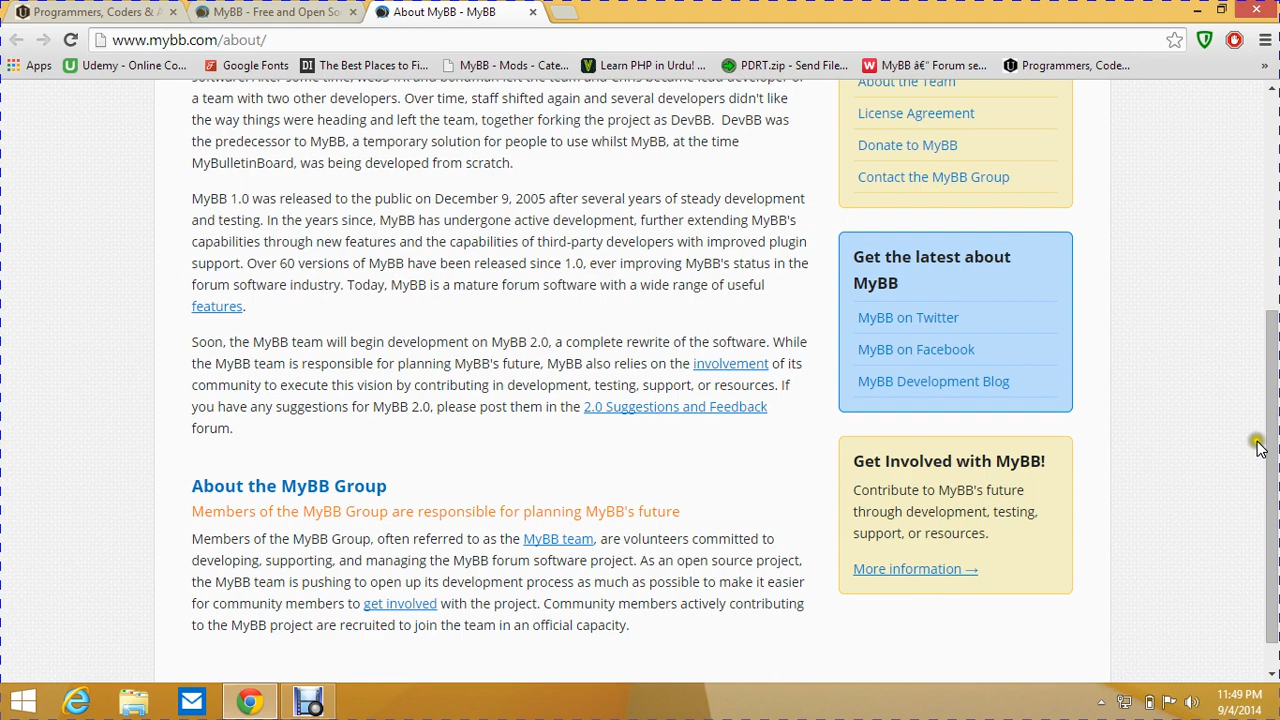 Programmers, Coders & A
MyBB - Free and Open So
About MyBB - MyBB
www.mybb.com/about/
Apps
Udemy - Online Co...
Google Fonts
The 15 Most Interest...
MyBB - Mods - Cate...
Learn PHP in Urdu! ...
PDN.zip - Send File...
MyBB â€" Forum se...
Programmers, Code...
»
a team with two other developers. Over time, staff shifted again and several developers didn't like
the way things were heading and left the team, together forking the project as DevBB. DevBB was
the predecessor to MyBB, a temporary solution for people to use whilst MyBB, at the time
MyBulletinBoard, was being developed from scratch.
MyBB 1.0 was released to the public on December 9, 2005 after several years of steady development
and testing. In the years since, MyBB has undergone active development, further extending MyBB's
capabilities through new features and the capabilities of third-party developers with improved plugin
support. Over 60 versions of MyBB have been released since 1.0, ever improving MyBB's status in the
forum software industry. Today, MyBB is a mature forum software with a wide range of useful
features.
Soon, the MyBB team will begin development on MyBB 2.0, a complete rewrite of the software. While
the MyBB team is responsible for planning MyBB's future, MyBB also relies on the involvement of its
community to execute this vision by contributing in development, testing, support, or resources. If
you have any suggestions for MyBB 2.0, please post them in the 2.0 Suggestions and Feedback
forum.
About the MyBB Group
Members of the MyBB Group are responsible for planning MyBB's future
Members of the MyBB Group, often referred to as the MyBB team, are volunteers committed to
developing, supporting, and managing the MyBB forum software project. As an open source project,
the MyBB team is pushing to open up its development process as much as possible to make it easier
for community members to get involved with the project. Community members actively contributing
to the MyBB project are recruited to join the team in an official capacity.
About the Team
License Agreement
Donate to MyBB
Contact the MyBB Group
Get the latest about
MyBB
MyBB on Twitter
MyBB on Facebook
MyBB Development Blog
Get Involved with MyBB!
Contribute to MyBB's future
through development, testing,
support, or resources.
More information →
11:49 PM
9/4/2014